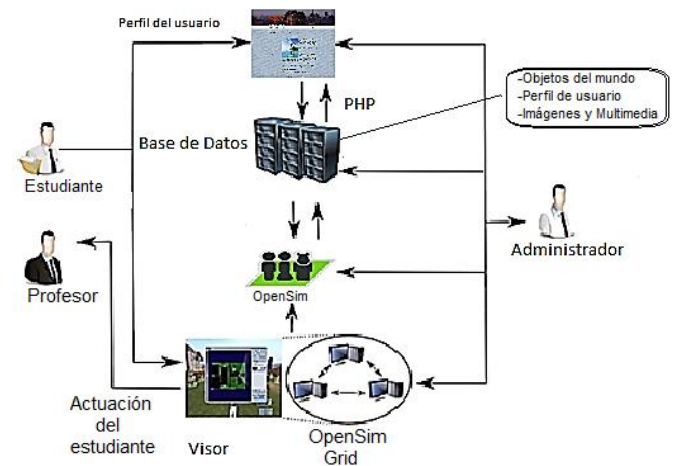 Perfil del usuario
PHP
-Objetos del mundo
-Perfil de usuario
-Imágenes y Multimedia
Base de Datos
Estudiante
Administrador
Profesor
OpenSim
Actuación
del
estudiante
Visor
OpenSim
Grid